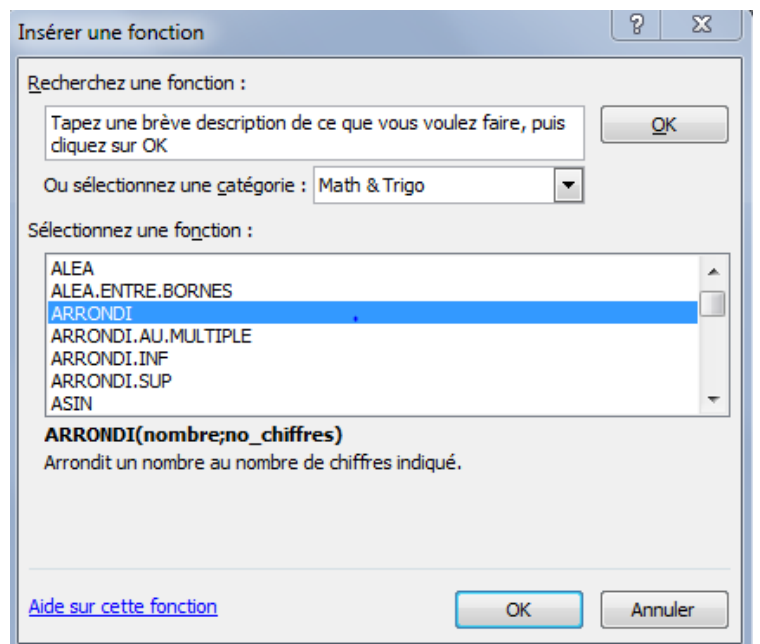 Insérer une fonction
Recherchez une fonction :
Tapez une brève description de ce que vous voulez faire, puis
cliquez sur OK
OK
Ou sélectionnez une catégorie : Math & Trigo
Sélectionnez une fonction :
ALEA
ALEA.ENTRE.BORNES
ARRONDI
ARRONDI.AU.MULTIPLE
ARRONDI.INF
ARRONDI.SUP
ASIN
ARRONDI(nombre;no_chiffres)
Arrondit un nombre au nombre de chiffres indiqué.
Aide sur cette fonction
OK
Annuler